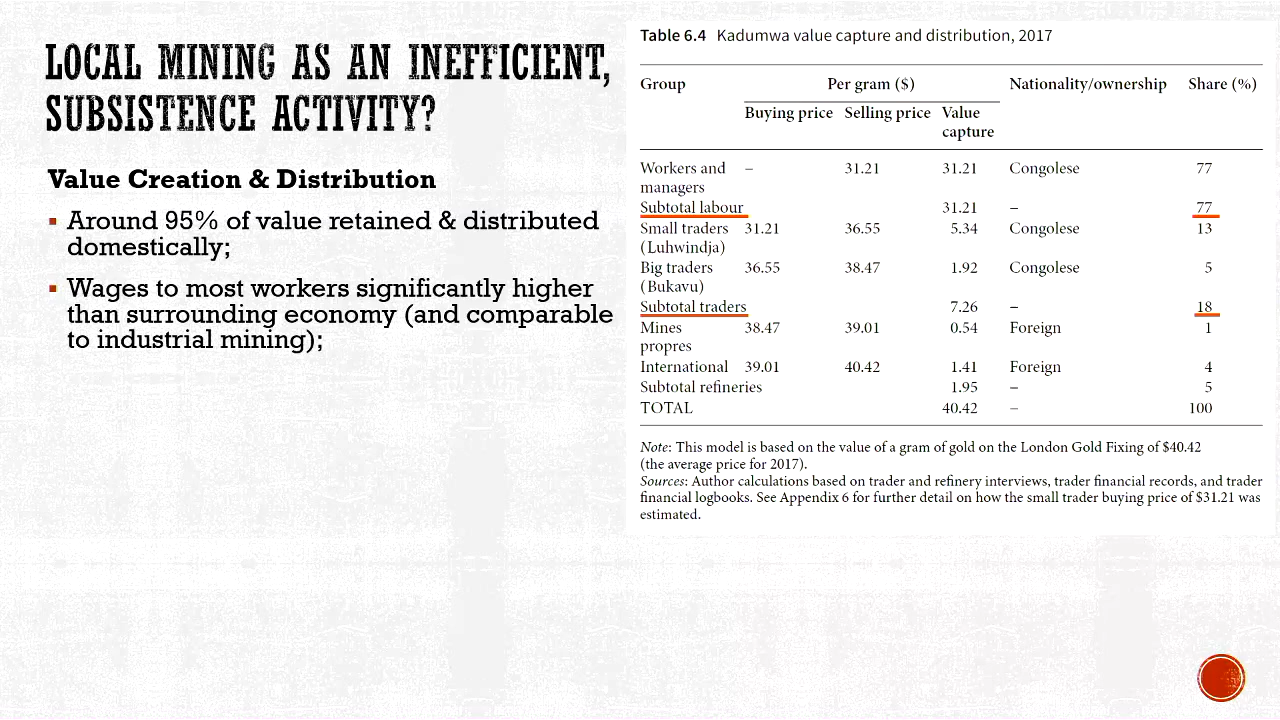 LOCAL MINING AS AN INEFFICIENT,
SUBSISTENCE ACTIVITY?
Value Creation & Distribution
▪ Around 95% of value retained & distributed
domestically;
▪ Wages to most workers significantly higher
than surrounding economy (and comparable
to industrial mining);
Table 6.4 Kadumwa value capture and distribution, 2017
Group Per gram ($) Nationality/ownership Share (%)
Buying price Selling price Value
capture
Workers and – 31.21 31.21 Congolese 77
managers
Subtotal labour 31.21 – 77
Small traders 31.21 36.55 5.34 Congolese 13
(Luhwindja)
Big traders 36.55 38.47 1.92 Congolese 5
(Bukavu)
Subtotal traders 7.26 – 18
Mines 38.47 39.01 0.54 Foreign 1
propres
International 39.01 40.42 1.41 Foreign 4
Subtotal refineries 1.95 – 5
TOTAL 40.42 – 100
Note: This model is based on the value of a gram of gold on the London Gold Fixing of $40.42
(the average price for 2017).
Sources: Author calculations based on trader and refinery interviews, trader financial records, and trader
financial logbooks. See Appendix 6 for further detail on how the small trader buying price of $31.21 was
estimated.